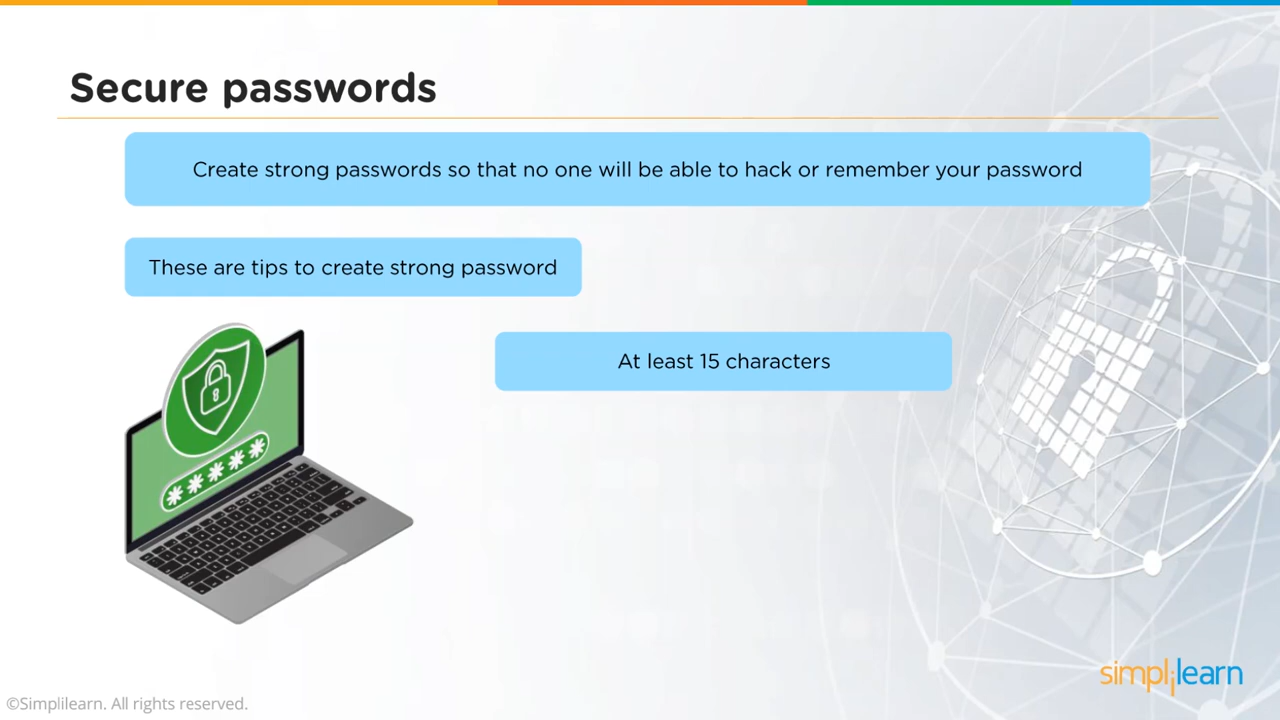 Secure passwords
Create strong passwords so that no one will be able to hack or remember your password
These are tips to create strong password
At least 15 characters
simplilearn
©Simplilearn. All rights reserved.